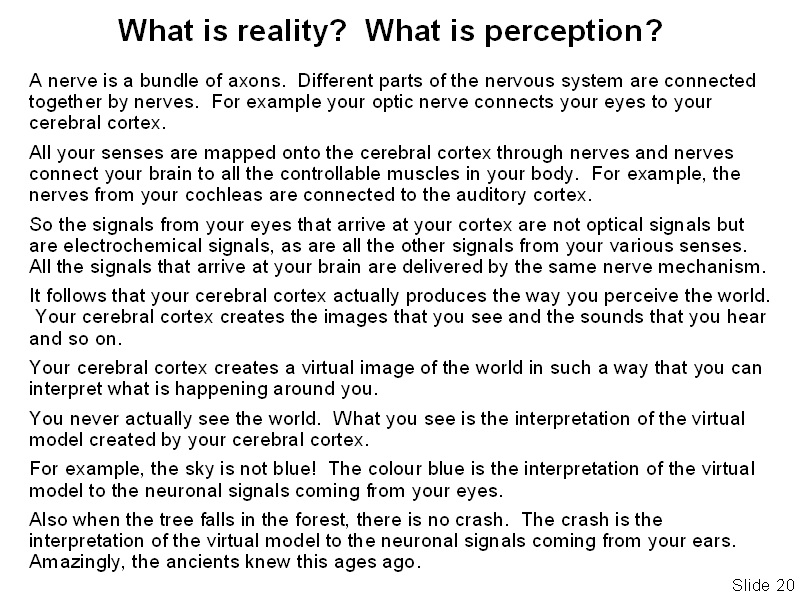 What is reality?  What is perception?
A nerve is a bundle of axons.  Different parts of the nervous system are connected
together by nerves.  For example your optic nerve connects your eyes to your
cerebral cortex.
All your senses are mapped onto the cerebral cortex through nerves and nerves
connect your brain to all the controllable muscles in your body.  For example, the
nerves from your cochleas are connected to the auditory cortex.
So the signals from your eyes that arrive at your cortex are not optical signals but
are electrochemical signals, as are all the other signals from your various senses.
All the signals that arrive at your brain are delivered by the same nerve mechanism.
It follows that your cerebral cortex actually produces the way you perceive the world.
Your cerebral cortex creates the images that you see and the sounds that you hear
and so on.
Your cerebral cortex creates a virtual image of the world in such a way that you can
interpret what is happening around you.
You never actually see the world.  What you see is the interpretation of the virtual
model created by your cerebral cortex.
For example, the sky is not blue!  The colour blue is the interpretation of the virtual
model to the neuronal signals coming from your eyes.
Also when the tree falls in the forest, there is no crash.  The crash is the
interpretation of the virtual model to the neuronal signals coming from your ears.
Amazingly, the ancients knew this ages ago.
Slide 20